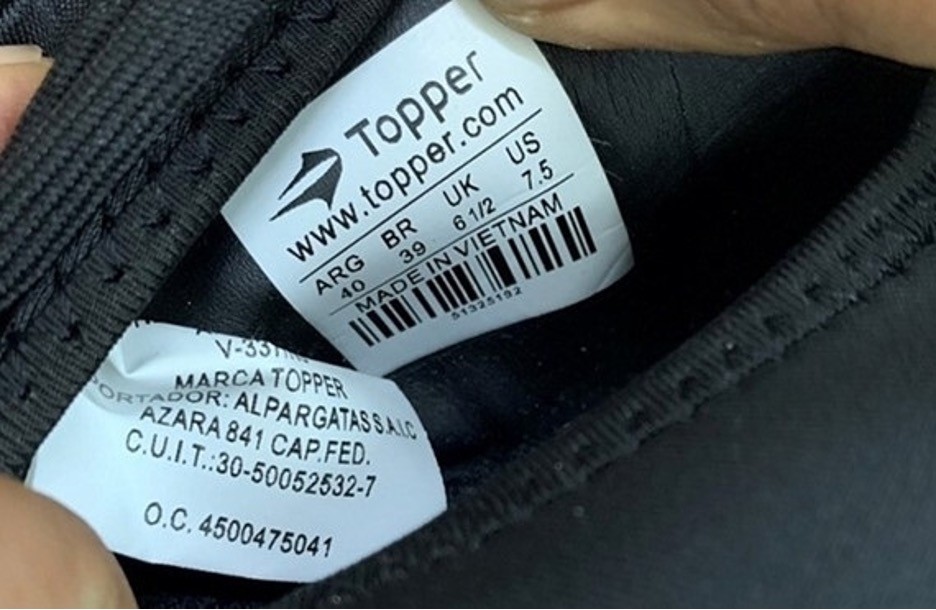 Topper
www.topper.com
ARG BR UK US
40 39 6 1/2 7.5
MADE IN VIETNAM
51325192
MARCA TOPPER
PORTADOR: ALPARGATAS S.A.I.C
AZARA 841 CAP.FED.
C.U.I.T.:30-50052532-7
O.C. 4500475041